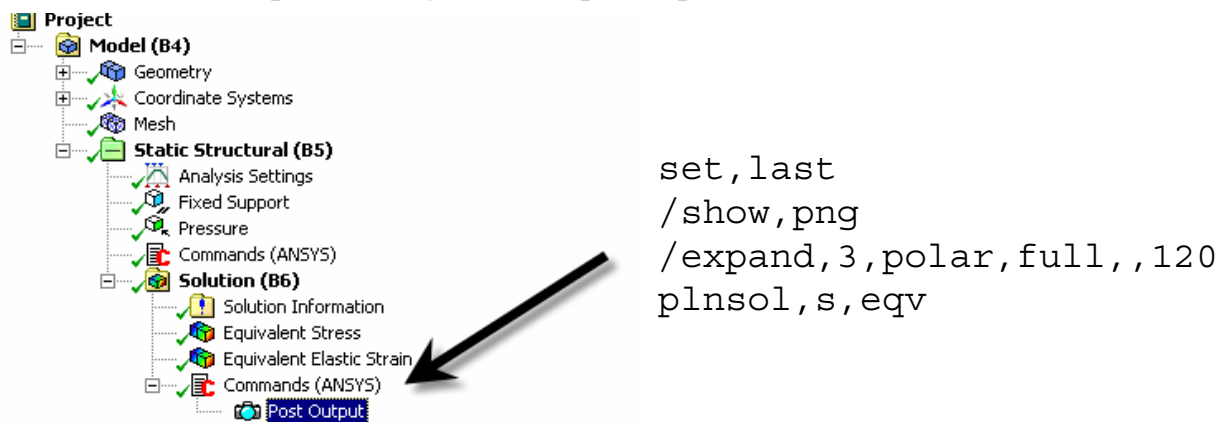 Project
Model (B4)
Geometry
Coordinate Systems
Mesh
Static Structural (B5)
Analysis Settings
Fixed Support
Pressure
Commands (ANSYS)
Solution (B6)
Solution Information
Equivalent Stress
Equivalent Elastic Strain
Commands (ANSYS)
Post Output
set,last
/show,png
/expand,3,polar,full,,120
plnsol,s,eqv